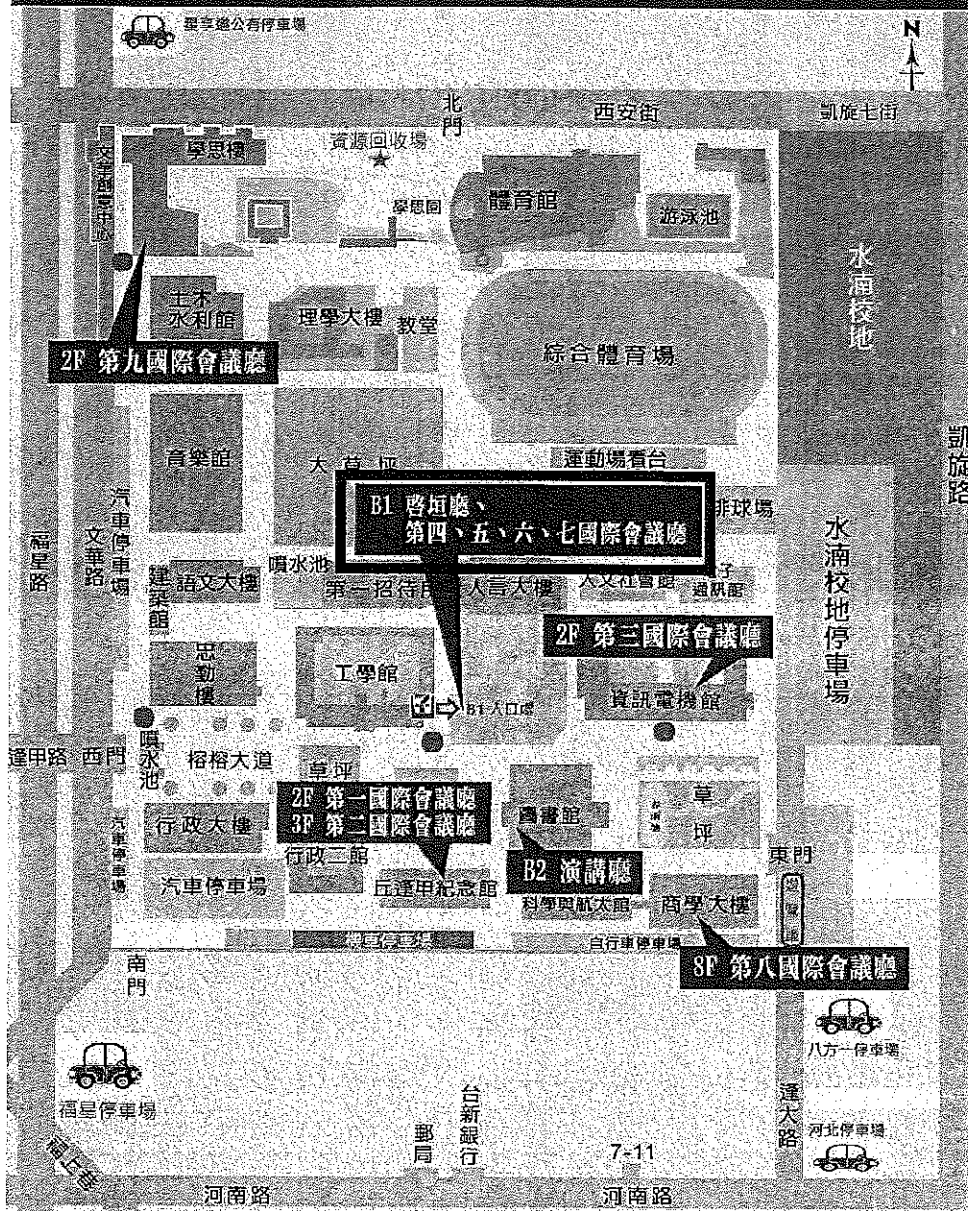 星享邀公有停車場
N
北門
西安街
凱旋七街
資源回收場
學思樓
學思園
體育館
游泳池
水湳校地
土木
水利館
理學大樓
教堂
綜合體育場
2F 第九國際會議廳
育樂館
大草坪
運動場看台
排球場
凱旋路
汽車停車場
B1 啓垣廳、
第四、五、六、七國際會議廳
福星路
文華路
水湳校地停車場
噴水池
建築館
語文大樓
第一招待所
人言大樓
人文社會館
通訊館
2F 第三國際會議廳
忠勤樓
工學館
資訊電機館
B1 入口處
逢甲路
西門
噴水池
榕榕大道
草坪
2F 第一國際會議廳
3F 第二國際會議廳
圖書館
草坪
行政大樓
行政二館
B2 演講廳
東門
汽車停車場
汽車停車場
丘逢甲紀念館
科學與航太館
商學大樓
自行車停車場
8F 第八國際會議廳
南門
八方一停車場
福星停車場
逢大路
台新銀行
郵局
7-11
河北停車場
福上巷
河南路
河南路